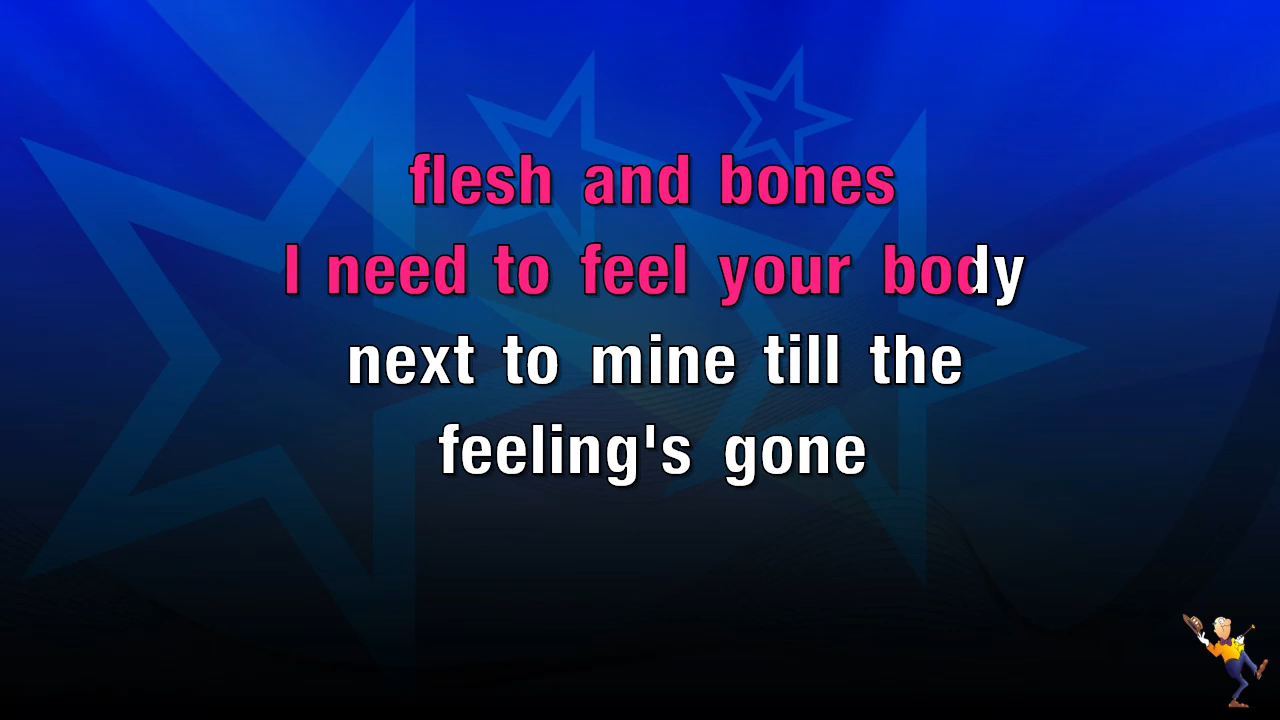 flesh and bones
I need to feel your body
next to mine till the
feeling's gone